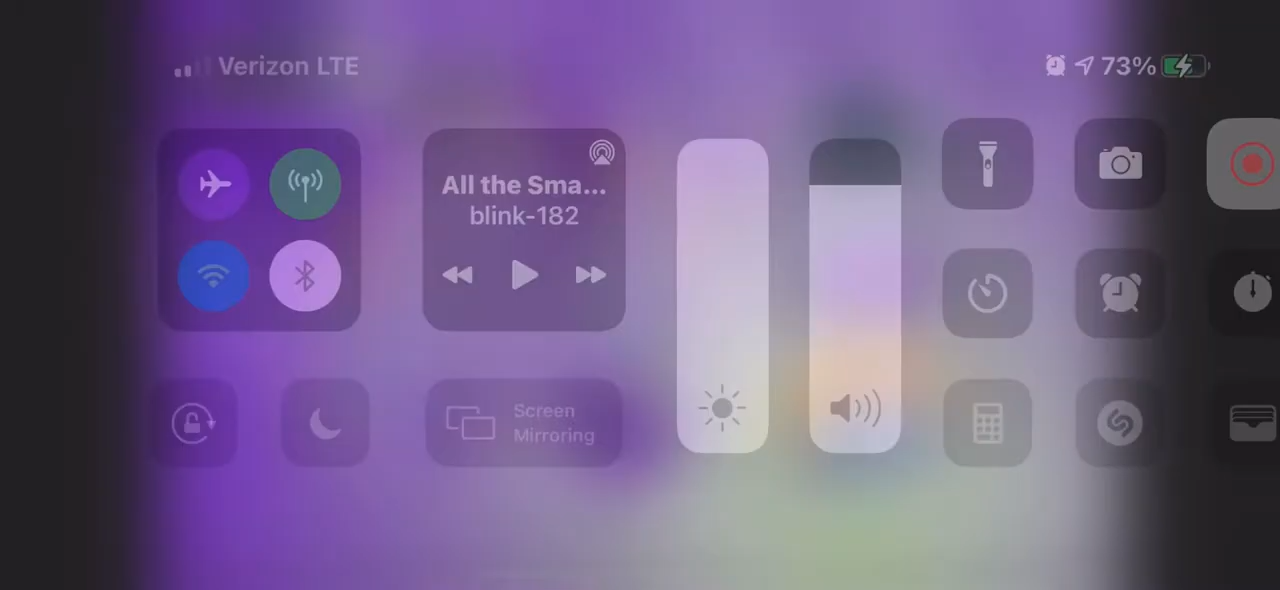 Verizon LTE
73%
All the Sma...
blink-182
Screen
Mirroring